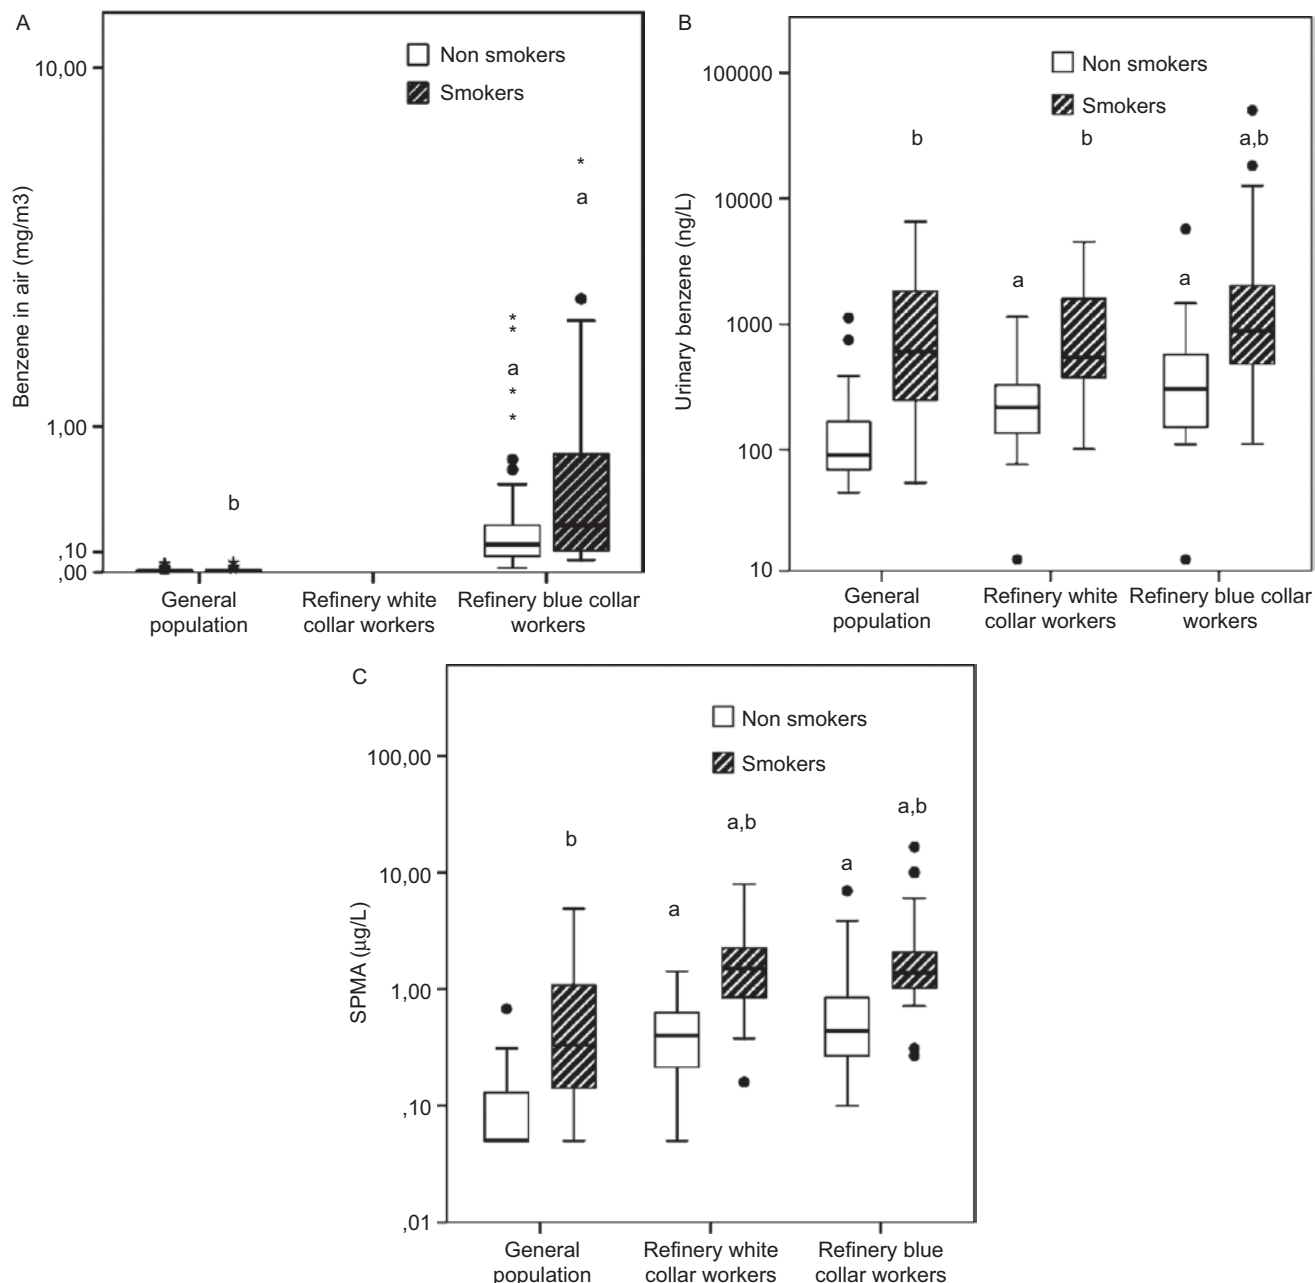 A
Non smokers
Smokers
10,00
1,00
,10
,00
Benzene in air (mg/m3)
*
a
*
*
a
*
*
b
General
population
Refinery white
collar workers
Refinery blue collar
workers
B
Non smokers
Smokers
100000
10000
1000
100
10
Urinary benzene (ng/L)
b
b
a,b
a
a
General
population
Refinery white
collar workers
Refinery blue collar
workers
C
Non smokers
Smokers
100,00
10,00
1,00
,10
,01
SPMA (µg/L)
b
a
a,b
a
a,b
General
population
Refinery white
collar workers
Refinery blue
collar workers